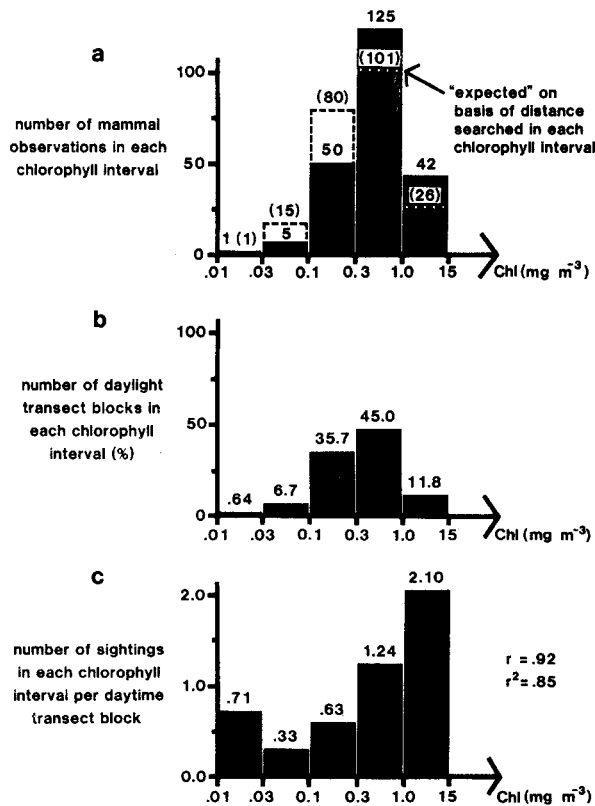 a
125
(101)
100
(80)
"expected" on
basis of distance
searched in each
chlorophyll interval
number of mammal
observations in each
chlorophyll interval
50
50
42
(26)
(15)
5
1 (1)
0
.01 .03 0.1 0.3 1.0 15 Chl (mg m-3)
b
100
number of daylight
transect blocks in
each chlorophyll
interval (%)
50
45.0
35.7
11.8
6.7
.64
0
.01 .03 0.1 0.3 1.0 15 Chl (mg m-3)
c
2.10
2.0
number of sightings
in each chlorophyll
interval per daytime
transect block
r = .92
r2= .85
1.24
1.0
.71
.63
.33
0.0
.01 .03 0.1 0.3 1.0 15 Chl (mg m-3)